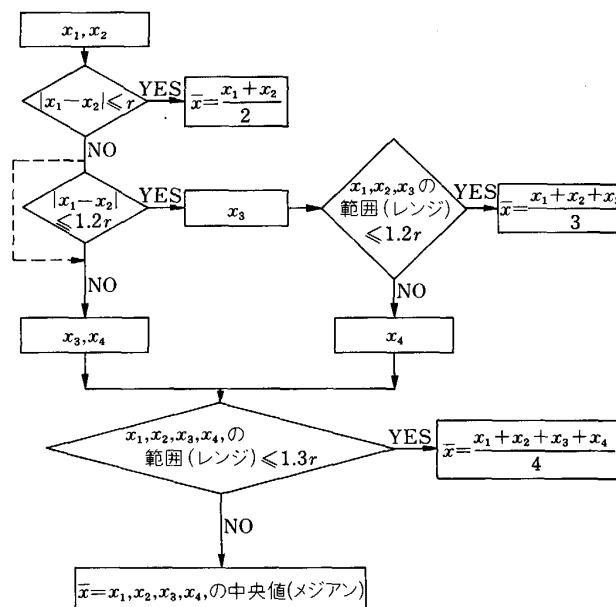 x₁, x₂
|x₁−x₂|≤r
YES
x̄=(x₁+x₂)/2
NO
|x₁−x₂|
≤1.2r
YES
x₃
x₁,x₂,x₃の
範囲(レンジ)
≤1.2r
YES
x̄=(x₁+x₂+x₃)/3
NO
NO
x₃,x₄
x₄
x₁,x₂,x₃,x₄,の
範囲(レンジ)≤1.3r
YES
x̄=(x₁+x₂+x₃+x₄)/4
NO
x̄=x₁,x₂,x₃,x₄,の中央値(メジアン)